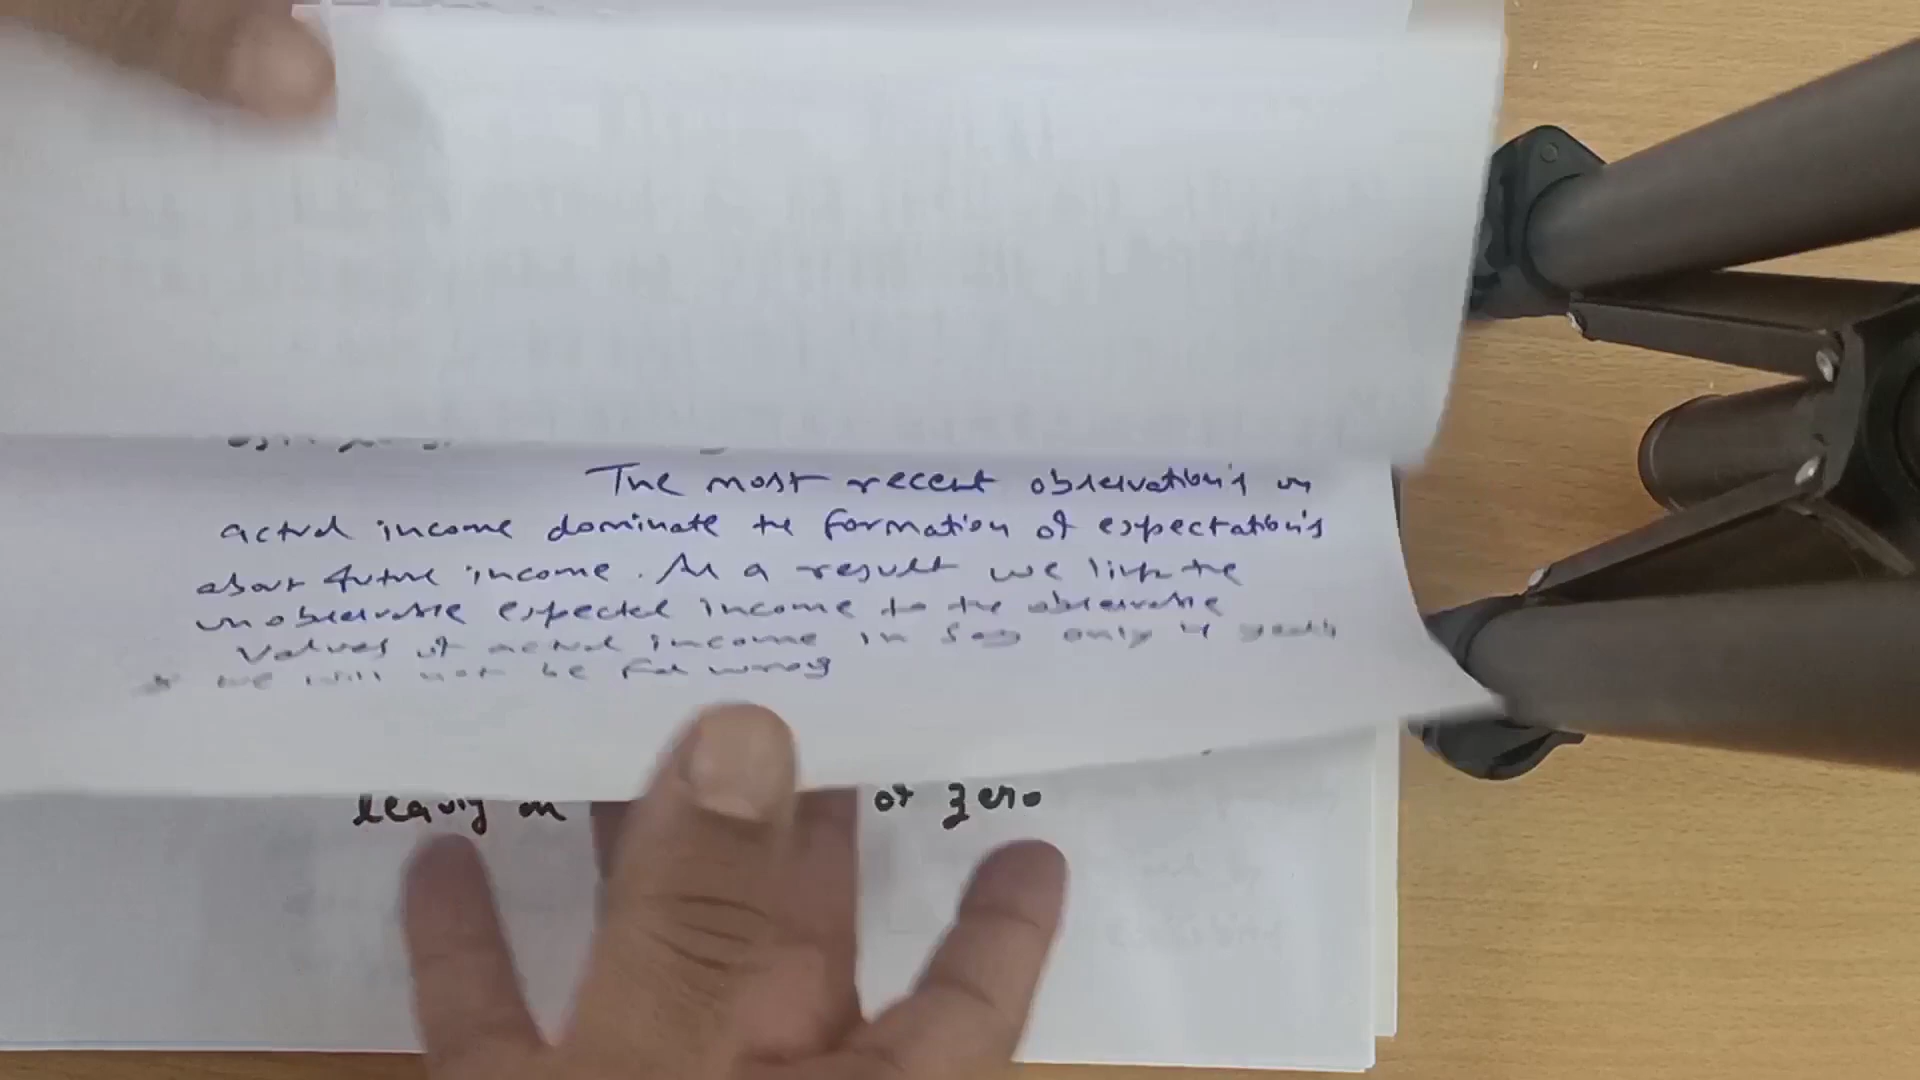 The most recent observations on
actual income dominate the formation of expectations
about future income. As a result we link the
unobservable expected income to the observable
values of actual income in say only 4 years
we will not be far wrong
leaving on
or zero